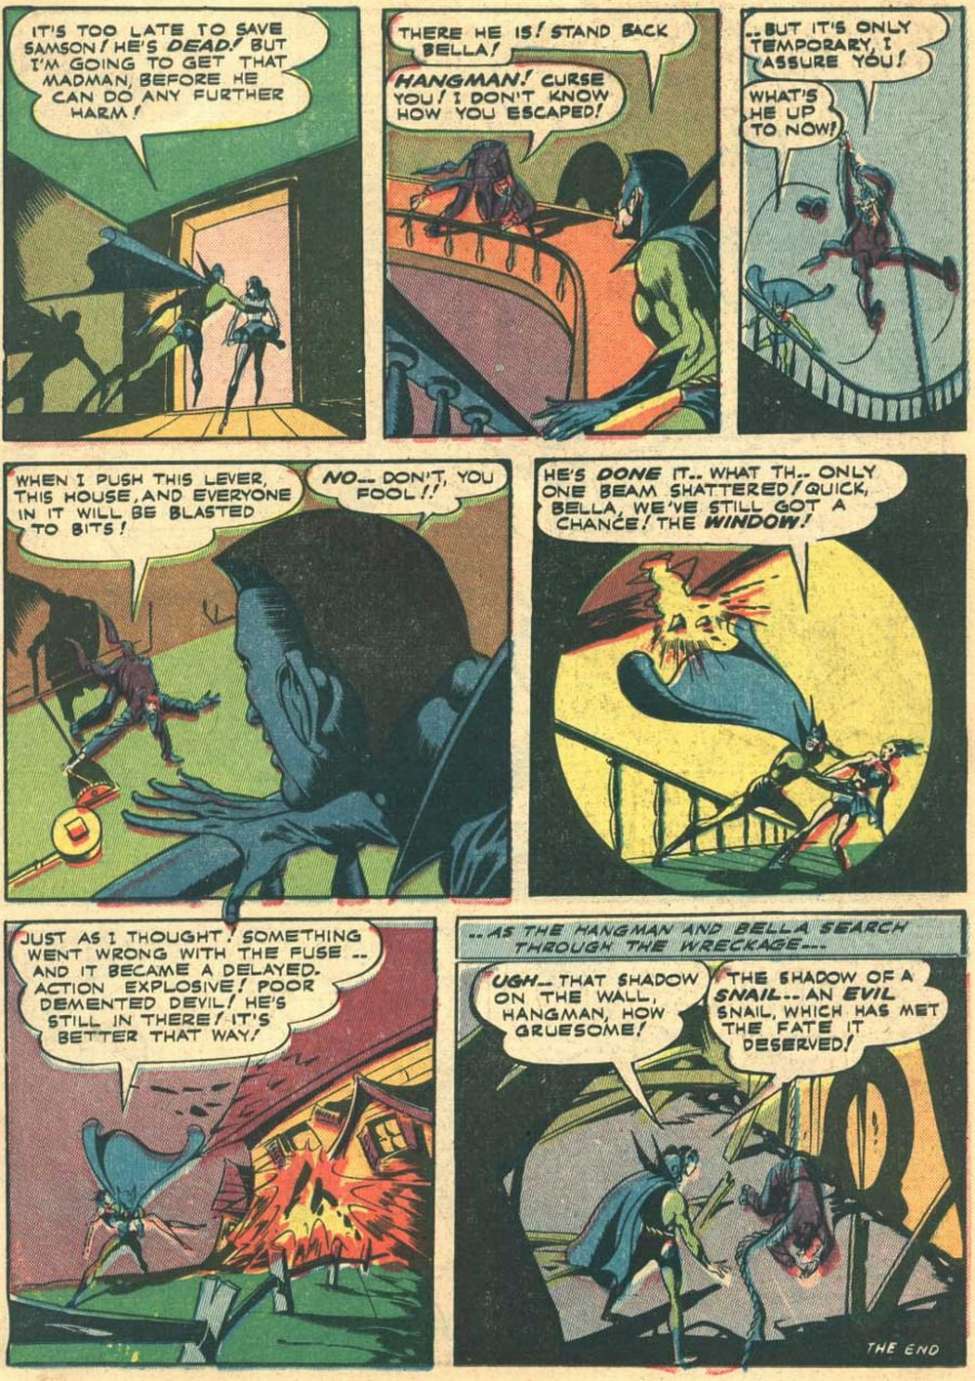 IT'S TOO LATE TO SAVE
SAMSON! HE'S DEAD! BUT
I'M GOING TO GET THAT
MADMAN, BEFORE HE
CAN DO ANY FURTHER
HARM!
THERE HE IS! STAND BACK
BELLA!
HANGMAN! CURSE
YOU! I DON'T KNOW
HOW YOU ESCAPED!
..BUT IT'S ONLY
TEMPORARY, I
ASSURE YOU!
WHAT'S
HE UP
TO NOW!
WHEN I PUSH THIS LEVER,
THIS HOUSE, AND EVERYONE
IN IT WILL BE BLASTED
TO BITS!
NO-- DON'T, YOU
FOOL!!
HE'S DONE IT.. WHAT TH.. ONLY
ONE BEAM SHATTERED! QUICK,
BELLA, WE'VE STILL GOT A
CHANCE! THE WINDOW!
JUST AS I THOUGHT! SOMETHING
WENT WRONG WITH THE FUSE --
AND IT BECAME A DELAYED-
ACTION EXPLOSIVE! POOR
DEMENTED DEVIL! HE'S
STILL IN THERE! IT'S
BETTER THAT WAY!
..AS THE HANGMAN AND BELLA SEARCH
THROUGH THE WRECKAGE---
UGH-- THAT SHADOW
ON THE WALL,
HANGMAN, HOW
GRUESOME!
THE SHADOW OF A
SNAIL-- AN EVIL
SNAIL, WHICH HAS MET
THE FATE IT
DESERVED!
THE END